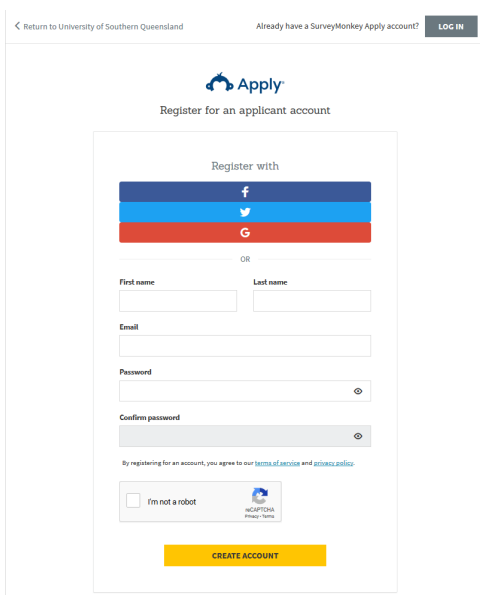 Return to University of Southern Queensland
Already have a SurveyMonkey Apply account? LOG IN
Apply
Register for an applicant account
Register with
OR
First name Last name
Email
Password
Confirm password
By registering for an account, you agree to our terms of service and privacy policy.
I'm not a robot
reCAPTCHA
Privacy - Terms
CREATE ACCOUNT